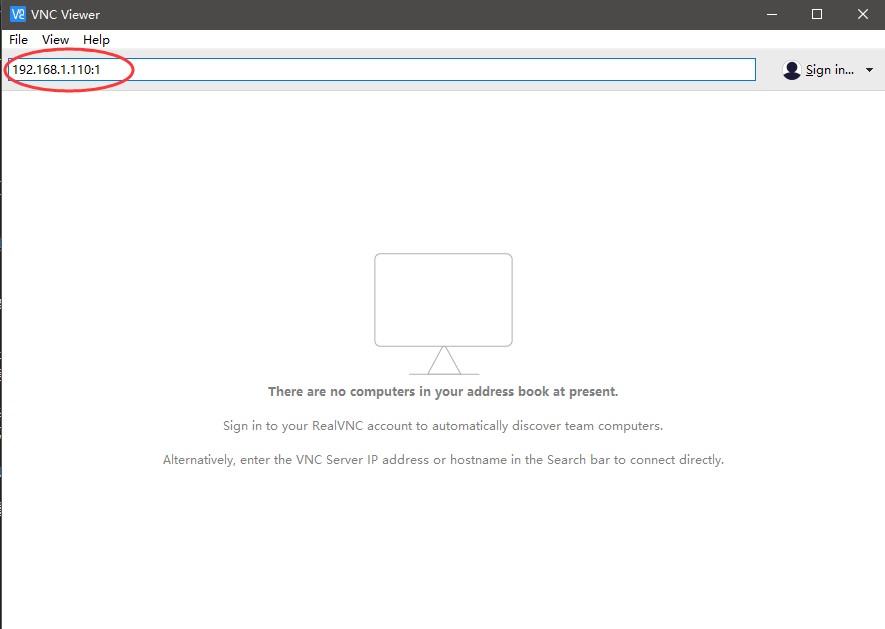 VNC Viewer
File View Help
192.168.1.110:1
Sign in...
There are no computers in your address book at present.
Sign in to your RealVNC account to automatically discover team computers.
Alternatively, enter the VNC Server IP address or hostname in the Search bar to connect directly.